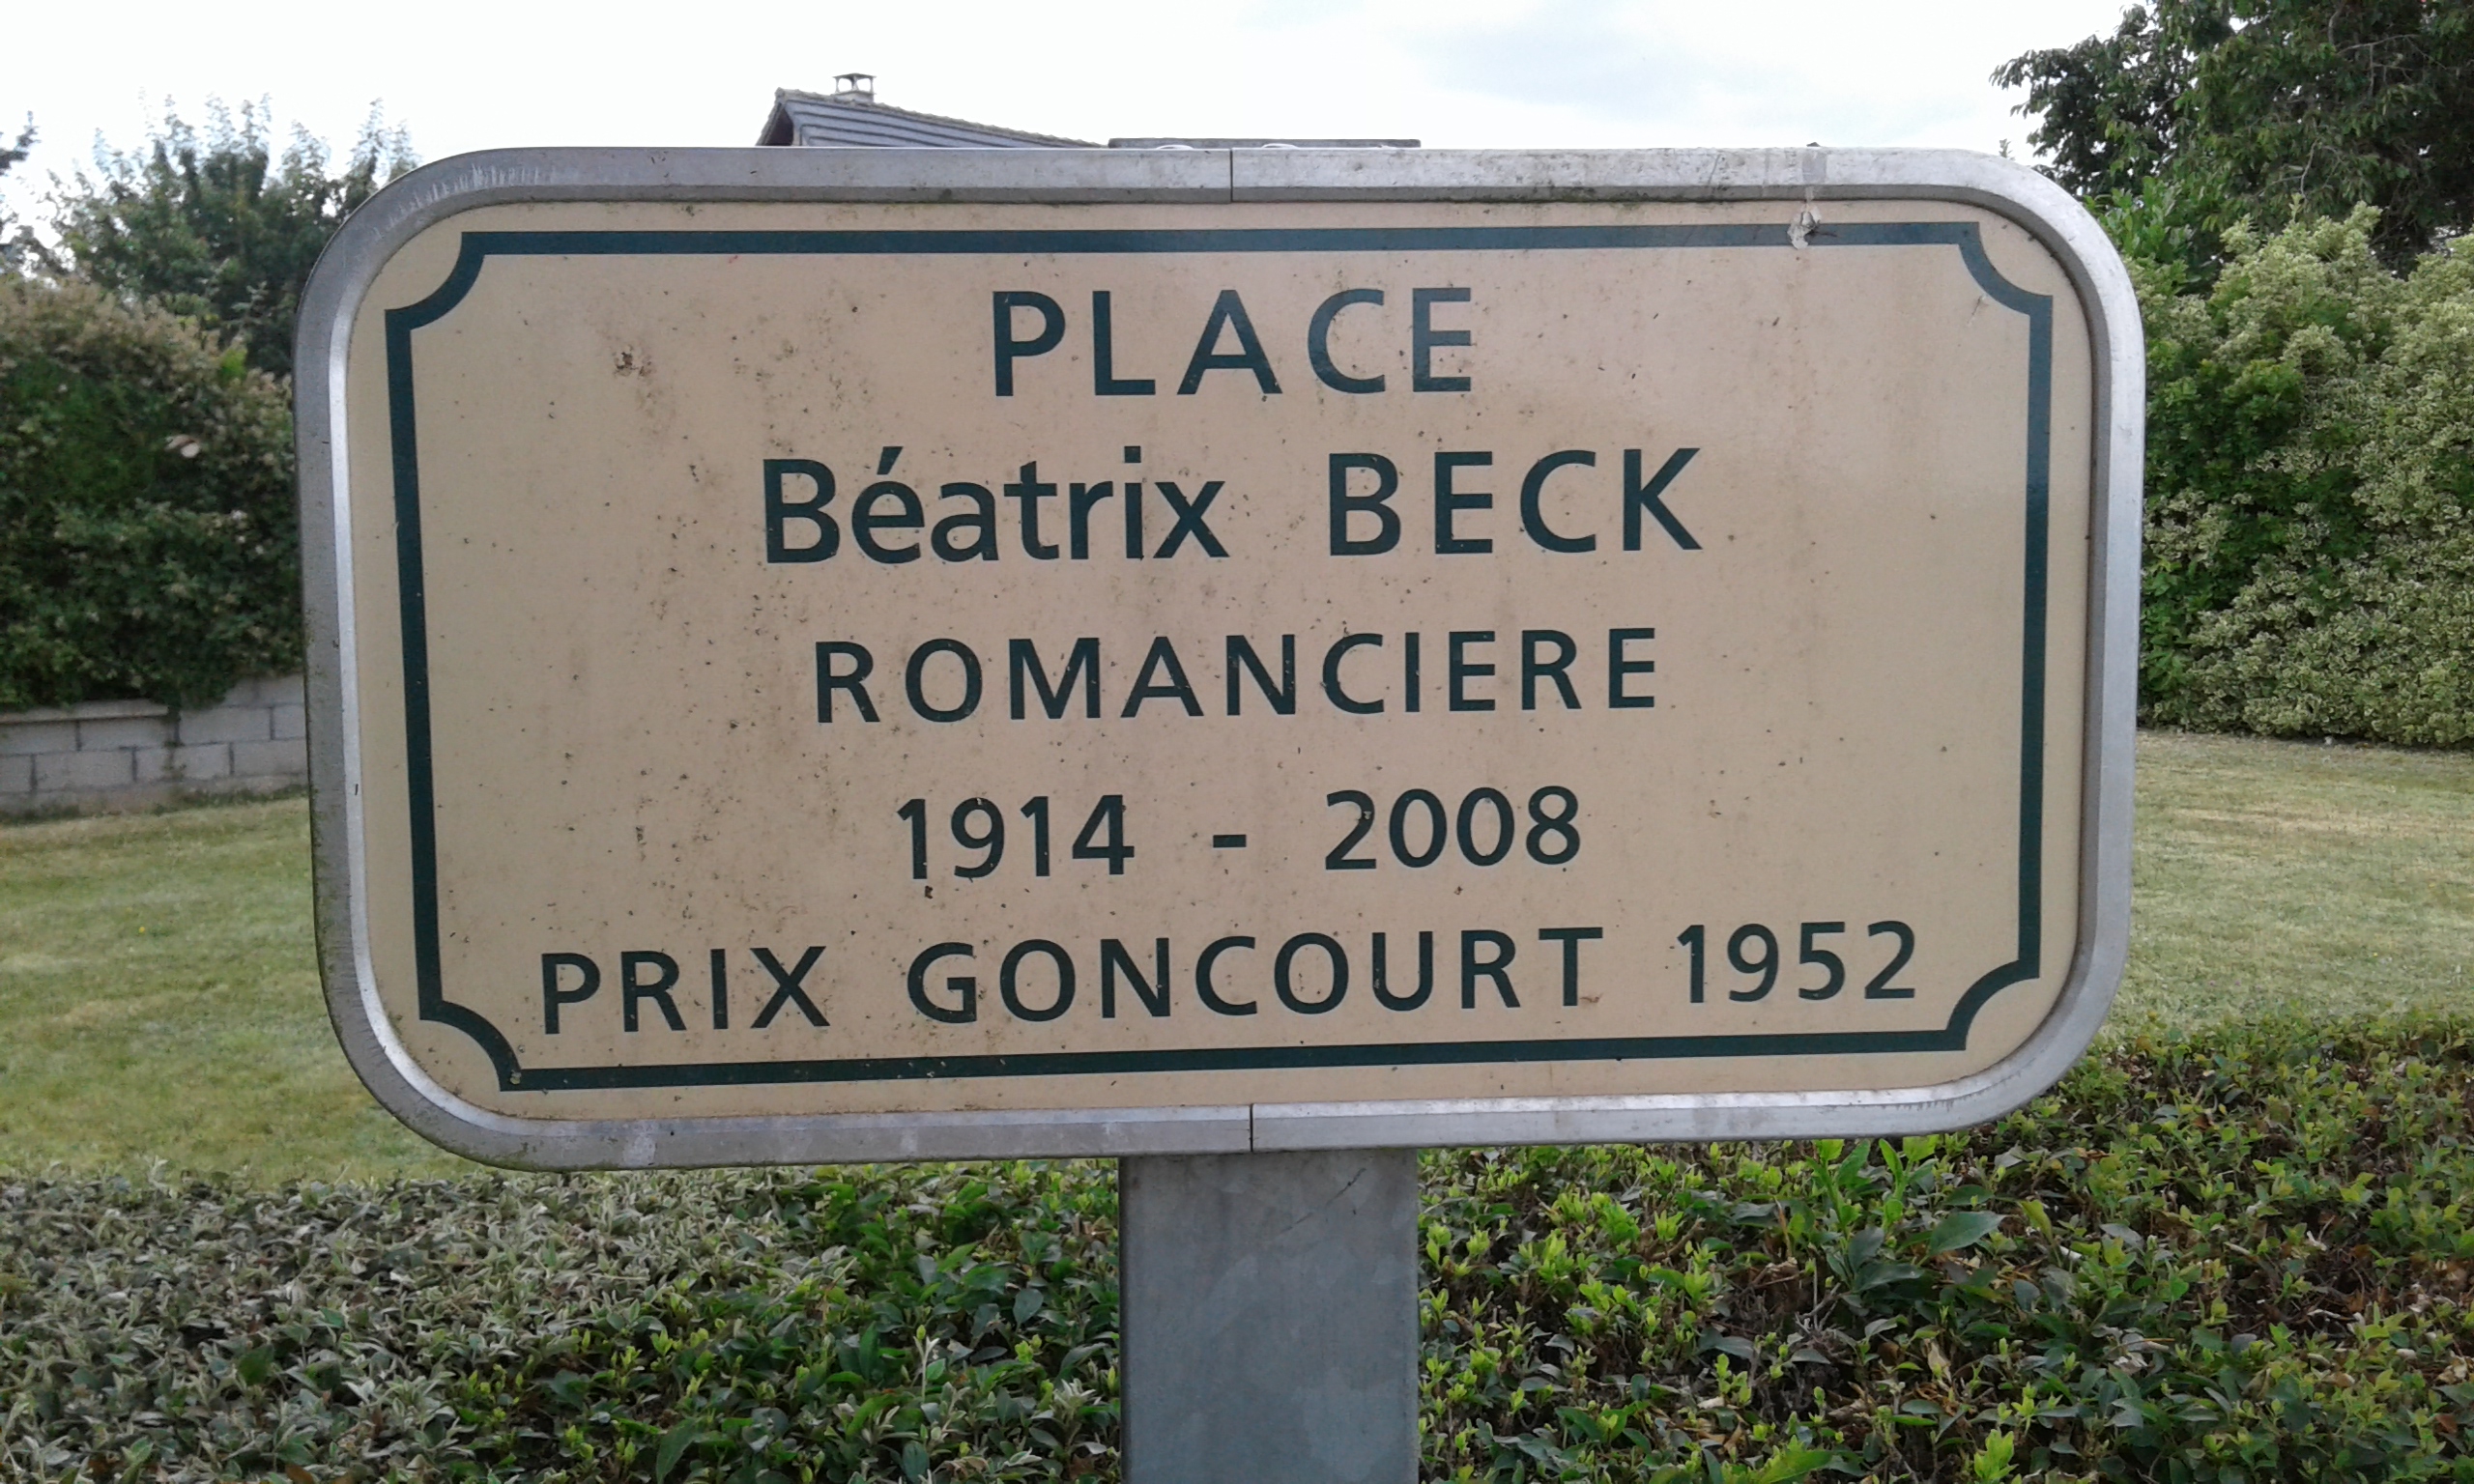 PLACE
Béatrix BECK
ROMANCIERE
1914 - 2008
PRIX GONCOURT 1952